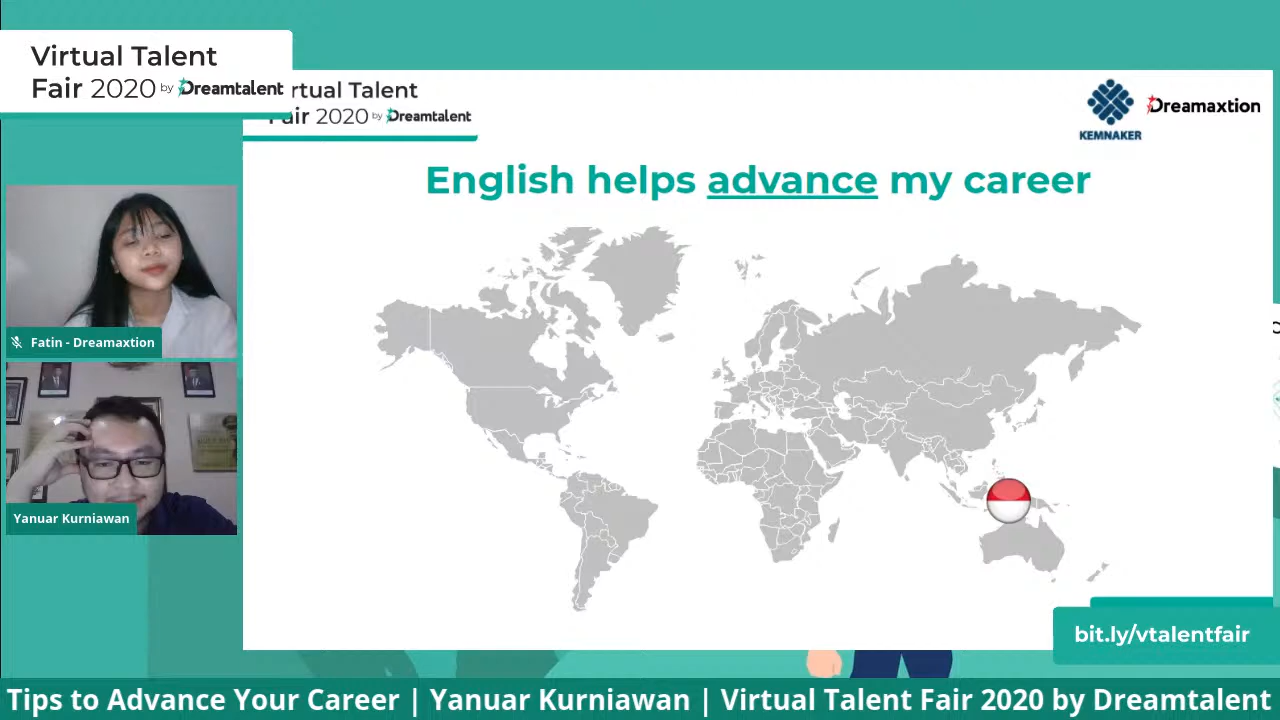 Virtual Talent
Fair 2020 by Dreamtalent
rtual Talent
Fair 2020 by Dreamtalent
KEMNAKER
Dreamaxtion
English helps advance my career
Fatin - Dreamaxtion
Yanuar Kurniawan
bit.ly/vtalentfair
Tips to Advance Your Career | Yanuar Kurniawan | Virtual Talent Fair 2020 by Dreamtalent